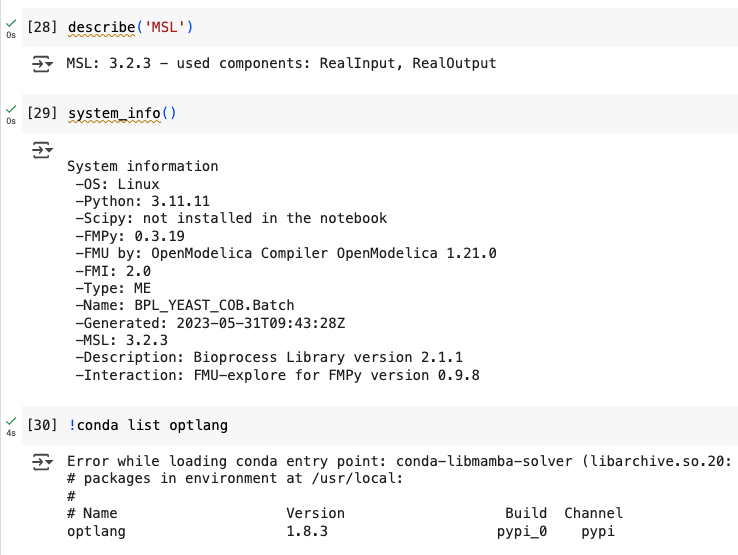 [28] describe('MSL')
0s
MSL: 3.2.3 - used components: RealInput, RealOutput
[29] system_info()
0s
System information
-OS: Linux
-Python: 3.11.11
-Scipy: not installed in the notebook
-FMPy: 0.3.19
-FMU by: OpenModelica Compiler OpenModelica 1.21.0
-FMI: 2.0
-Type: ME
-Name: BPL_YEAST_COB.Batch
-Generated: 2023-05-31T09:43:28Z
-MSL: 3.2.3
-Description: Bioprocess Library version 2.1.1
-Interaction: FMU-explore for FMPy version 0.9.8
[30] !conda list optlang
4s
Error while loading conda entry point: conda-libmamba-solver (libarchive.so.20:
# packages in environment at /usr/local:
#
# Name Version Build Channel
optlang 1.8.3 pypi_0 pypi